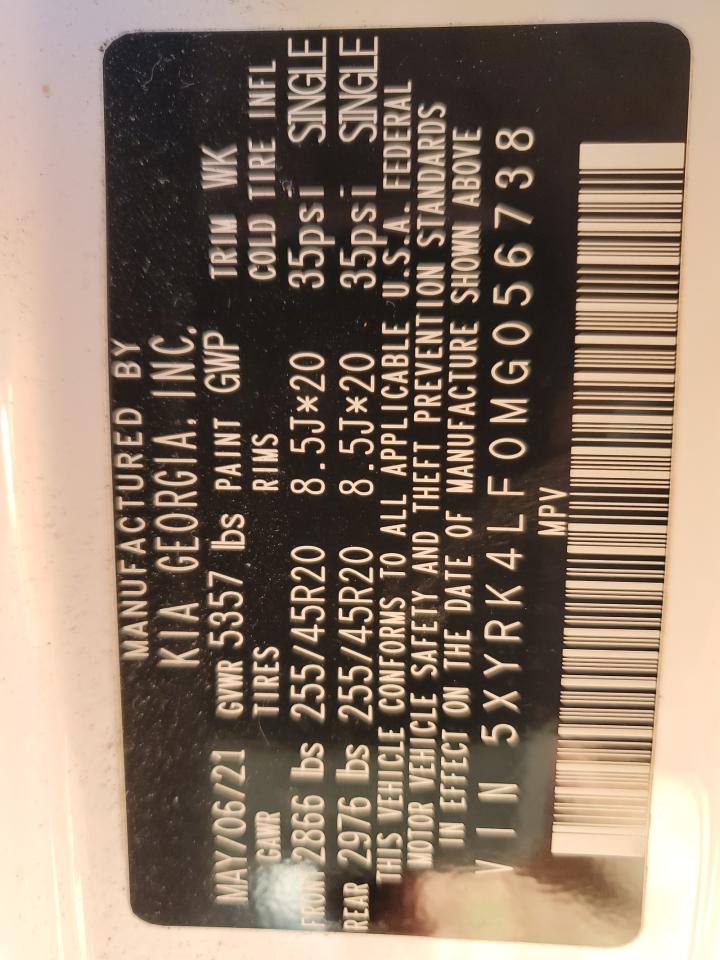 MANUFACTURED BY
KIA GEORGIA, INC.
MAY/06/21 GVWR 5357 lbs PAINT GWP TRIM WK
GAWR TIRES RIMS COLD TIRE INFL
FRONT 2866 lbs 255/45R20 8.5J*20 35psi SINGLE
REAR 2976 lbs 255/45R20 8.5J*20 35psi SINGLE
THIS VEHICLE CONFORMS TO ALL APPLICABLE U.S.A. FEDERAL
MOTOR VEHICLE SAFETY AND THEFT PREVENTION STANDARDS
IN EFFECT ON THE DATE OF MANUFACTURE SHOWN ABOVE
VIN 5XYRK4LF0MG056738
MPV